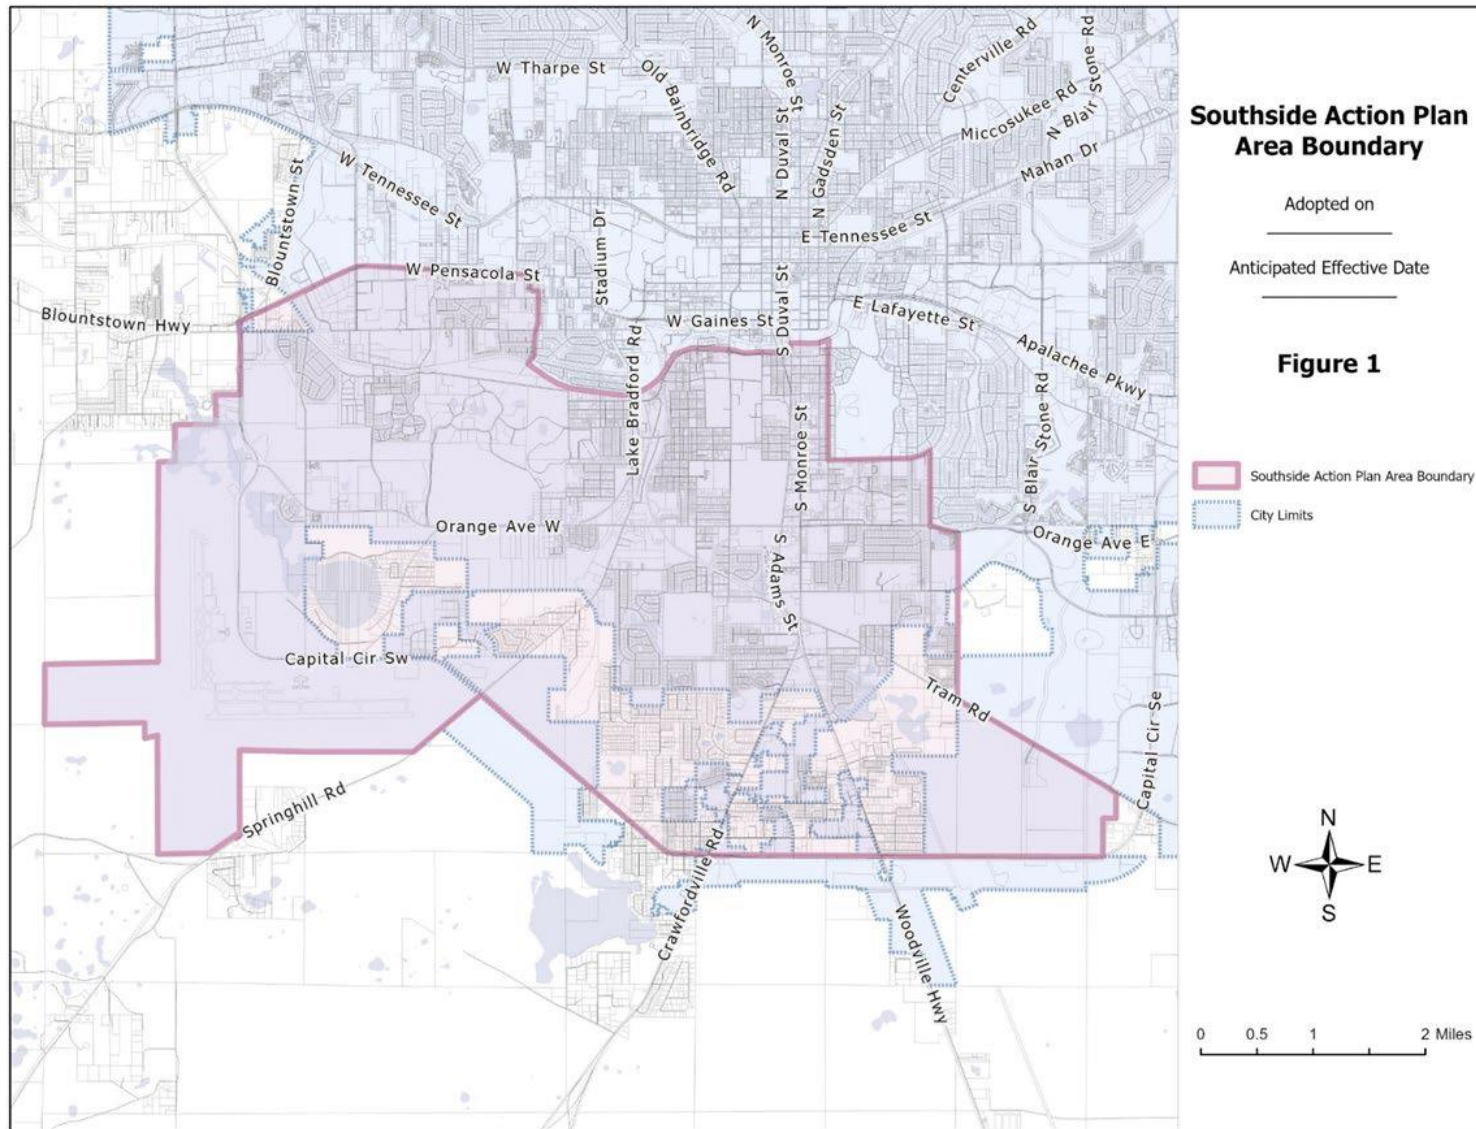 W Tharpe St
Old Bainbridge Rd
N Monroe St
N Duval St
N Gadsden St
Centerville Rd
Miccosukee Rd
N Blair Stone Rd
Mahan Dr
W Tennessee St
Blountstown St
E Tennessee St
Stadium Dr
W Pensacola St
Blountstown Hwy
W Gaines St
S Duval St
E Lafayette St
Apalachee Pkwy
Lake Bradford Rd
S Monroe St
S Blair Stone Rd
Orange Ave W
Orange Ave E
S Adams St
Capital Cir Sw
Tram Rd
Capital Cir Se
Springhill Rd
Crawfordville Rd
Woodville Hwy
Southside Action Plan
Area Boundary
Adopted on
Anticipated Effective Date
Figure 1
Southside Action Plan Area Boundary
City Limits
N
W E
S
0 0.5 1 2 Miles